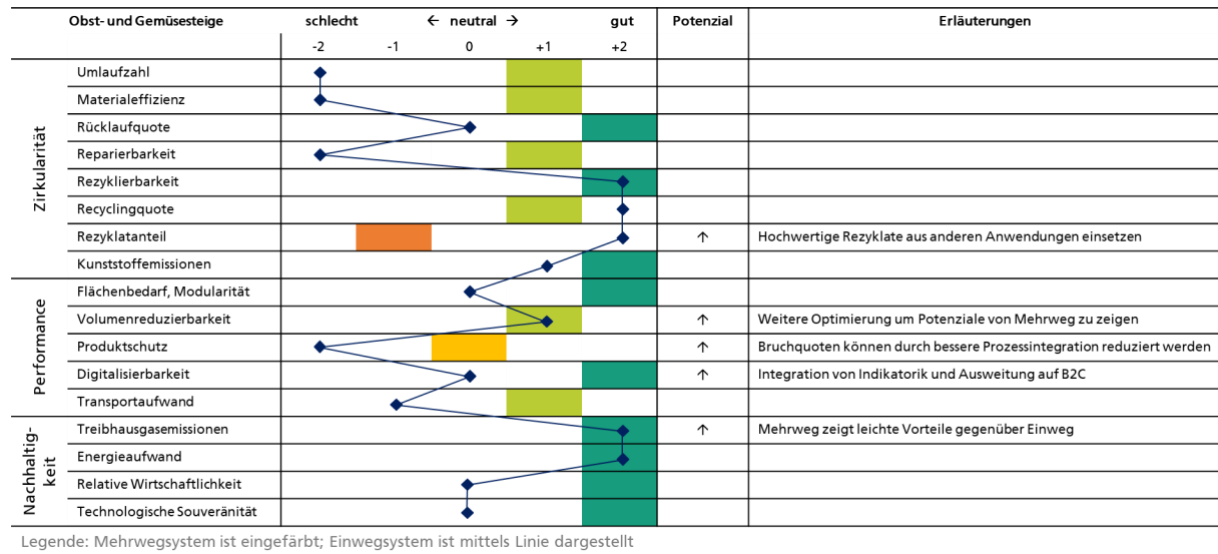 Obst- und Gemüsesteige schlecht ← neutral → gut Potenzial Erläuterungen
-2 -1 0 +1 +2
Zirkularität
Umlaufzahl
Materialeffizienz
Rücklaufquote
Reparierbarkeit
Rezyklierbarkeit
Recyclingquote
Rezyklatanteil ↑ Hochwertige Rezyklate aus anderen Anwendungen einsetzen
Kunststoffemissionen
Performance
Flächenbedarf, Modularität
Volumenreduzierbarkeit ↑ Weitere Optimierung um Potenziale von Mehrweg zu zeigen
Produktschutz ↑ Bruchquoten können durch bessere Prozessintegration reduziert werden
Digitalisierbarkeit ↑ Integration von Indikatorik und Ausweitung auf B2C
Transportaufwand
Nachhaltig-
keit
Treibhausgasemissionen ↑ Mehrweg zeigt leichte Vorteile gegenüber Einweg
Energieaufwand
Relative Wirtschaftlichkeit
Technologische Souveränität
Legende: Mehrwegsystem ist eingefärbt; Einwegsystem ist mittels Linie dargestellt